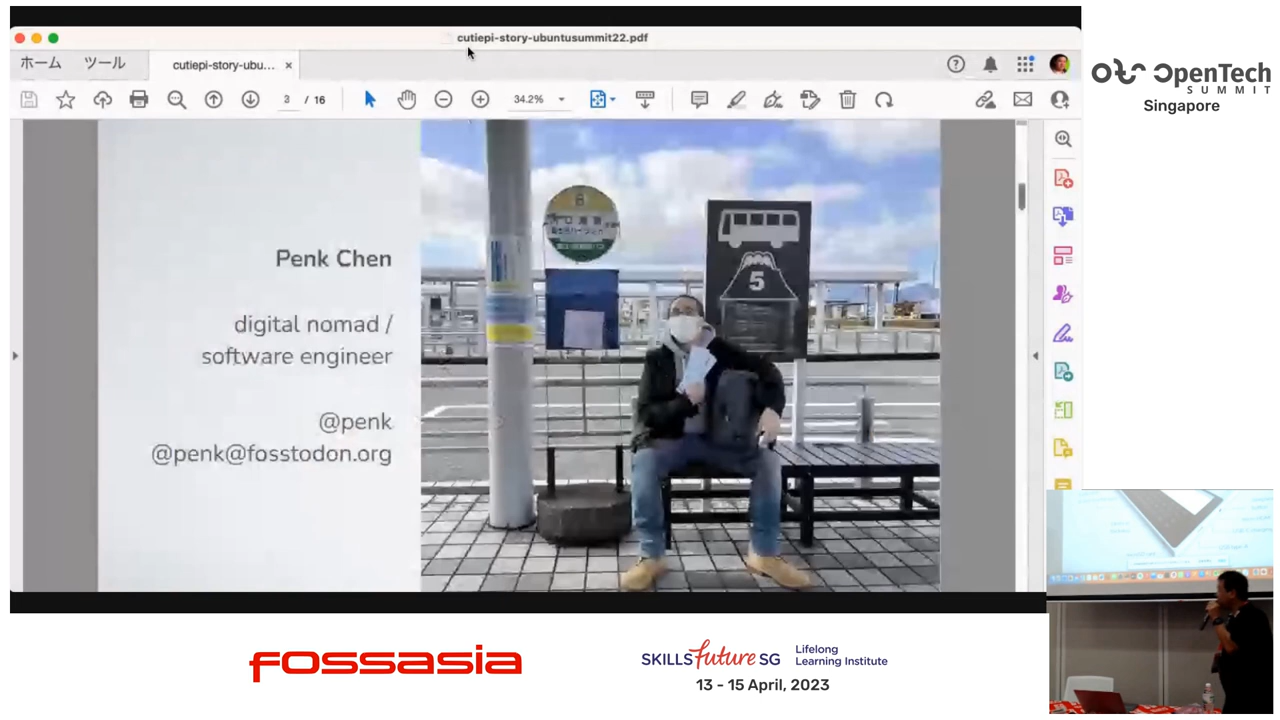 cutiepi-story-ubuntusummit22.pdf
ホーム
ツール
cutiepi-story-ubu...
3 / 16
34.2%
OpenTech
SUMMIT
Singapore
Penk Chen
digital nomad /
software engineer
@penk
@penk@fosstodon.org
8
5
fossasia
SKILLSfuture SG
Lifelong
Learning Institute
13 - 15 April, 2023